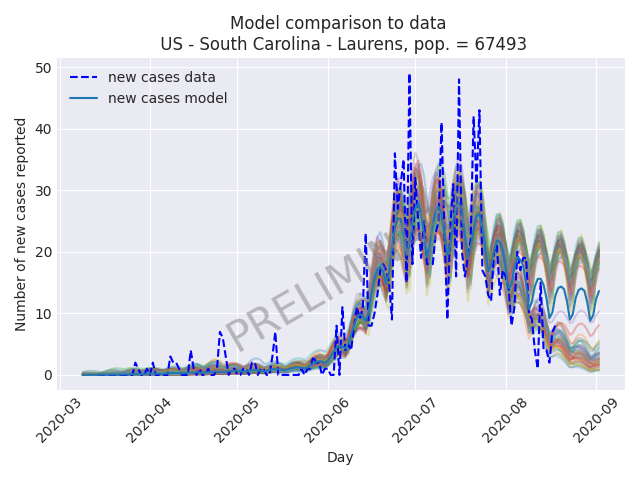 Model comparison to data
US - South Carolina - Laurens, pop. = 67493
50
new cases data
new cases model
40
30
20
10
0
Number of new cases reported
2020-03
2020-04
2020-05
2020-06
2020-07
2020-08
2020-09
Day